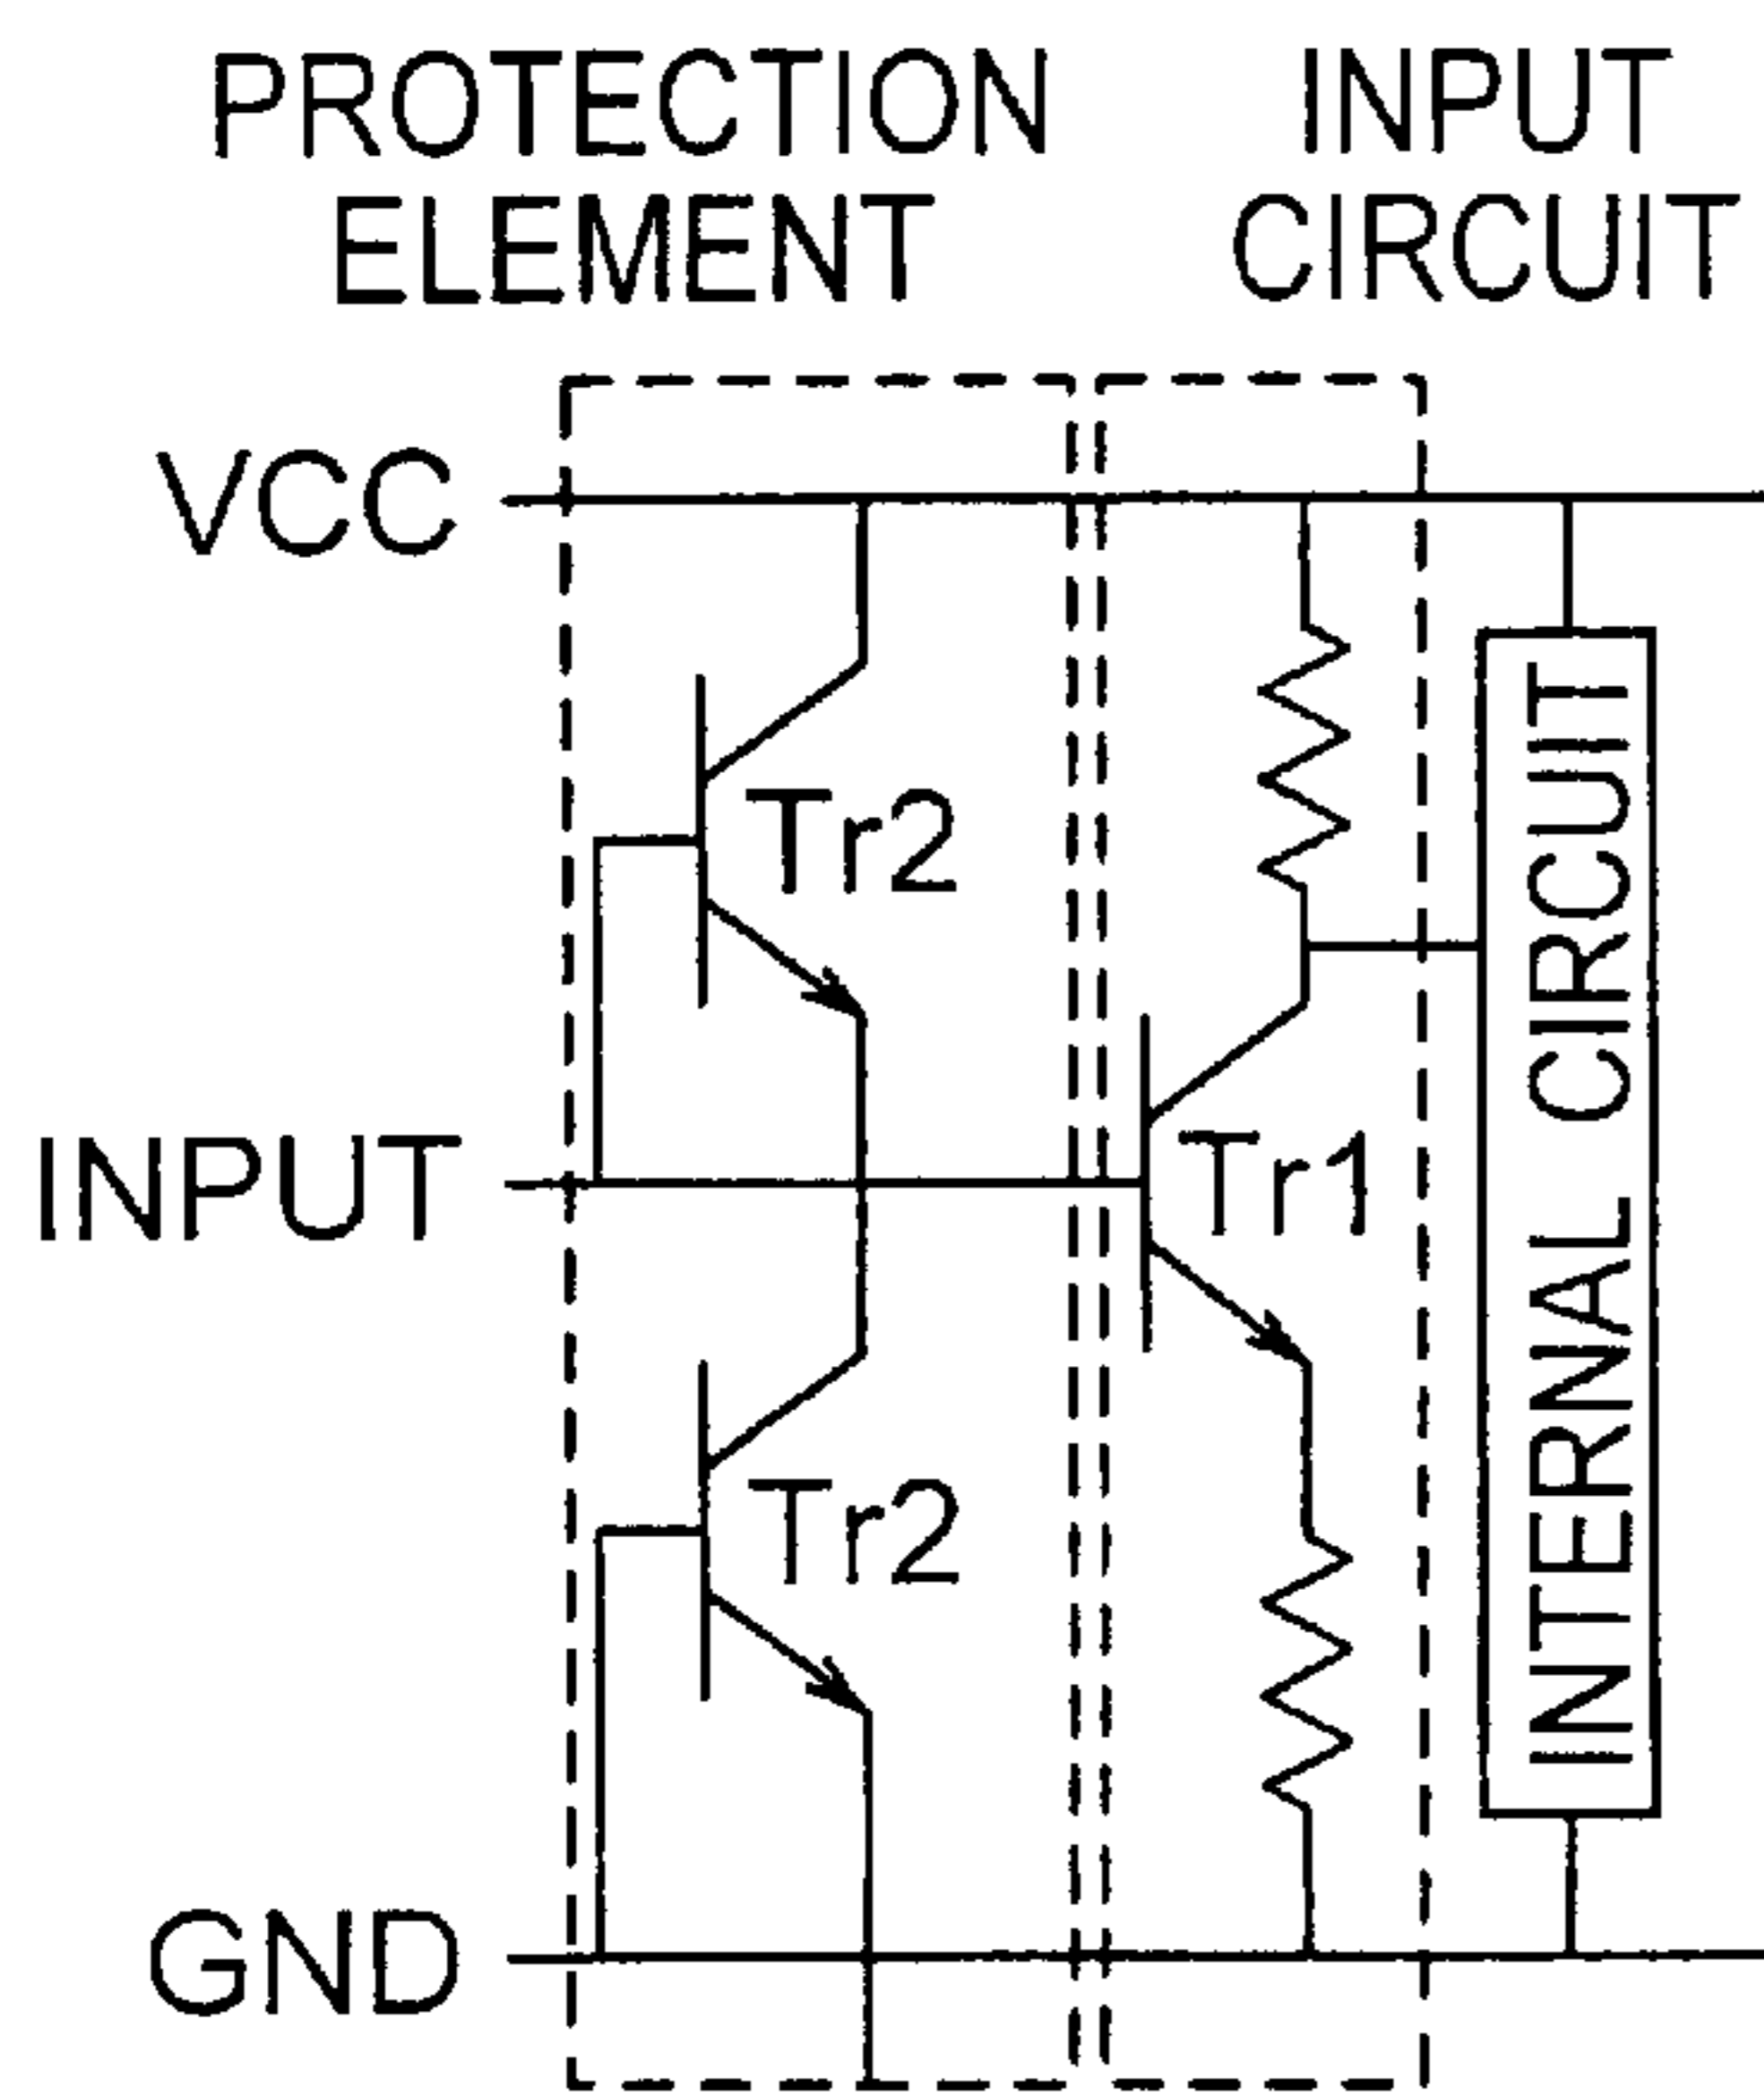 PROTECTION
ELEMENT
INPUT
CIRCUIT
VCC
Tr2
INPUT
Tr1
Tr2
GND
INTERNAL CIRCUIT